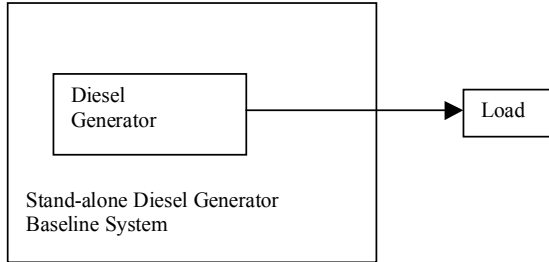 Diesel
Generator
Load
Stand-alone Diesel Generator
Baseline System